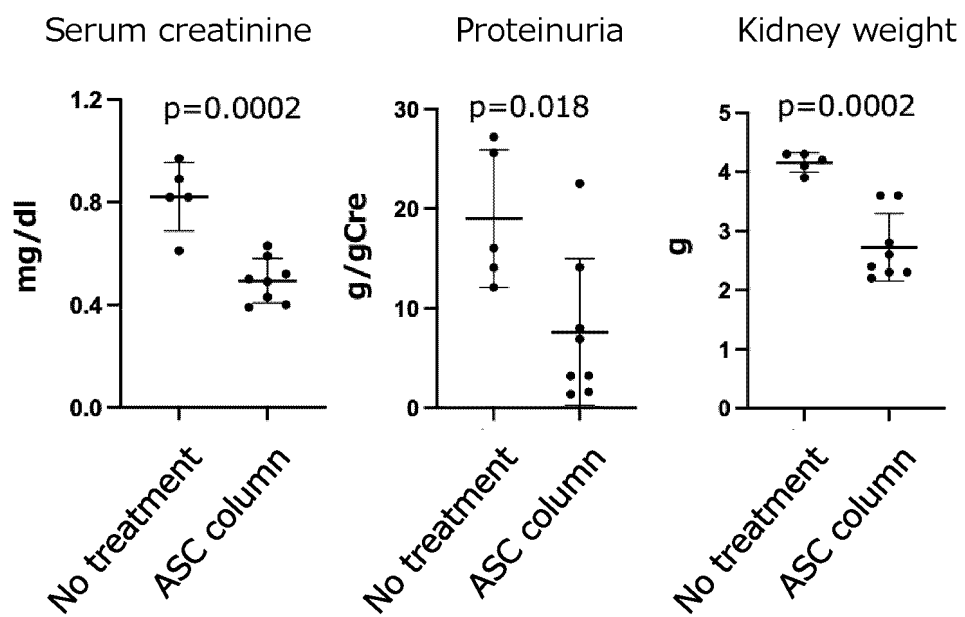 Serum creatinine
1.2
p=0.0002
0.8
mg/dl
0.4
0.0
No treatment
ASC column
Proteinuria
30
p=0.018
20
g/gCre
10
0
No treatment
ASC column
Kidney weight
5
p=0.0002
4
3
g
2
1
0
No treatment
ASC column